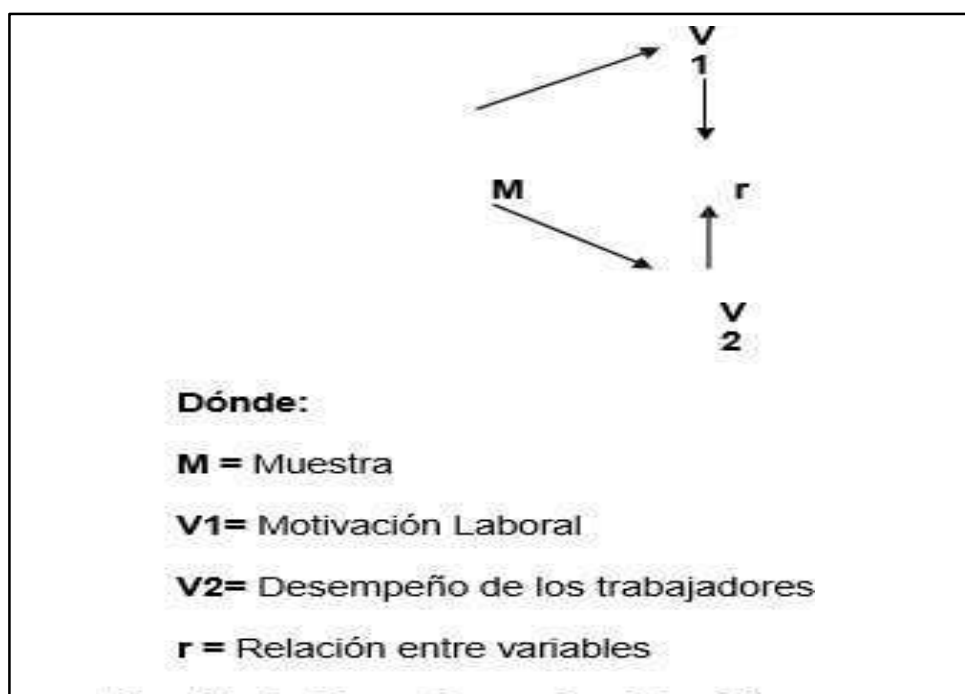 V
1
M
r
V
2
Dónde:
M = Muestra
V1= Motivación Laboral
V2= Desempeño de los trabajadores
r = Relación entre variables